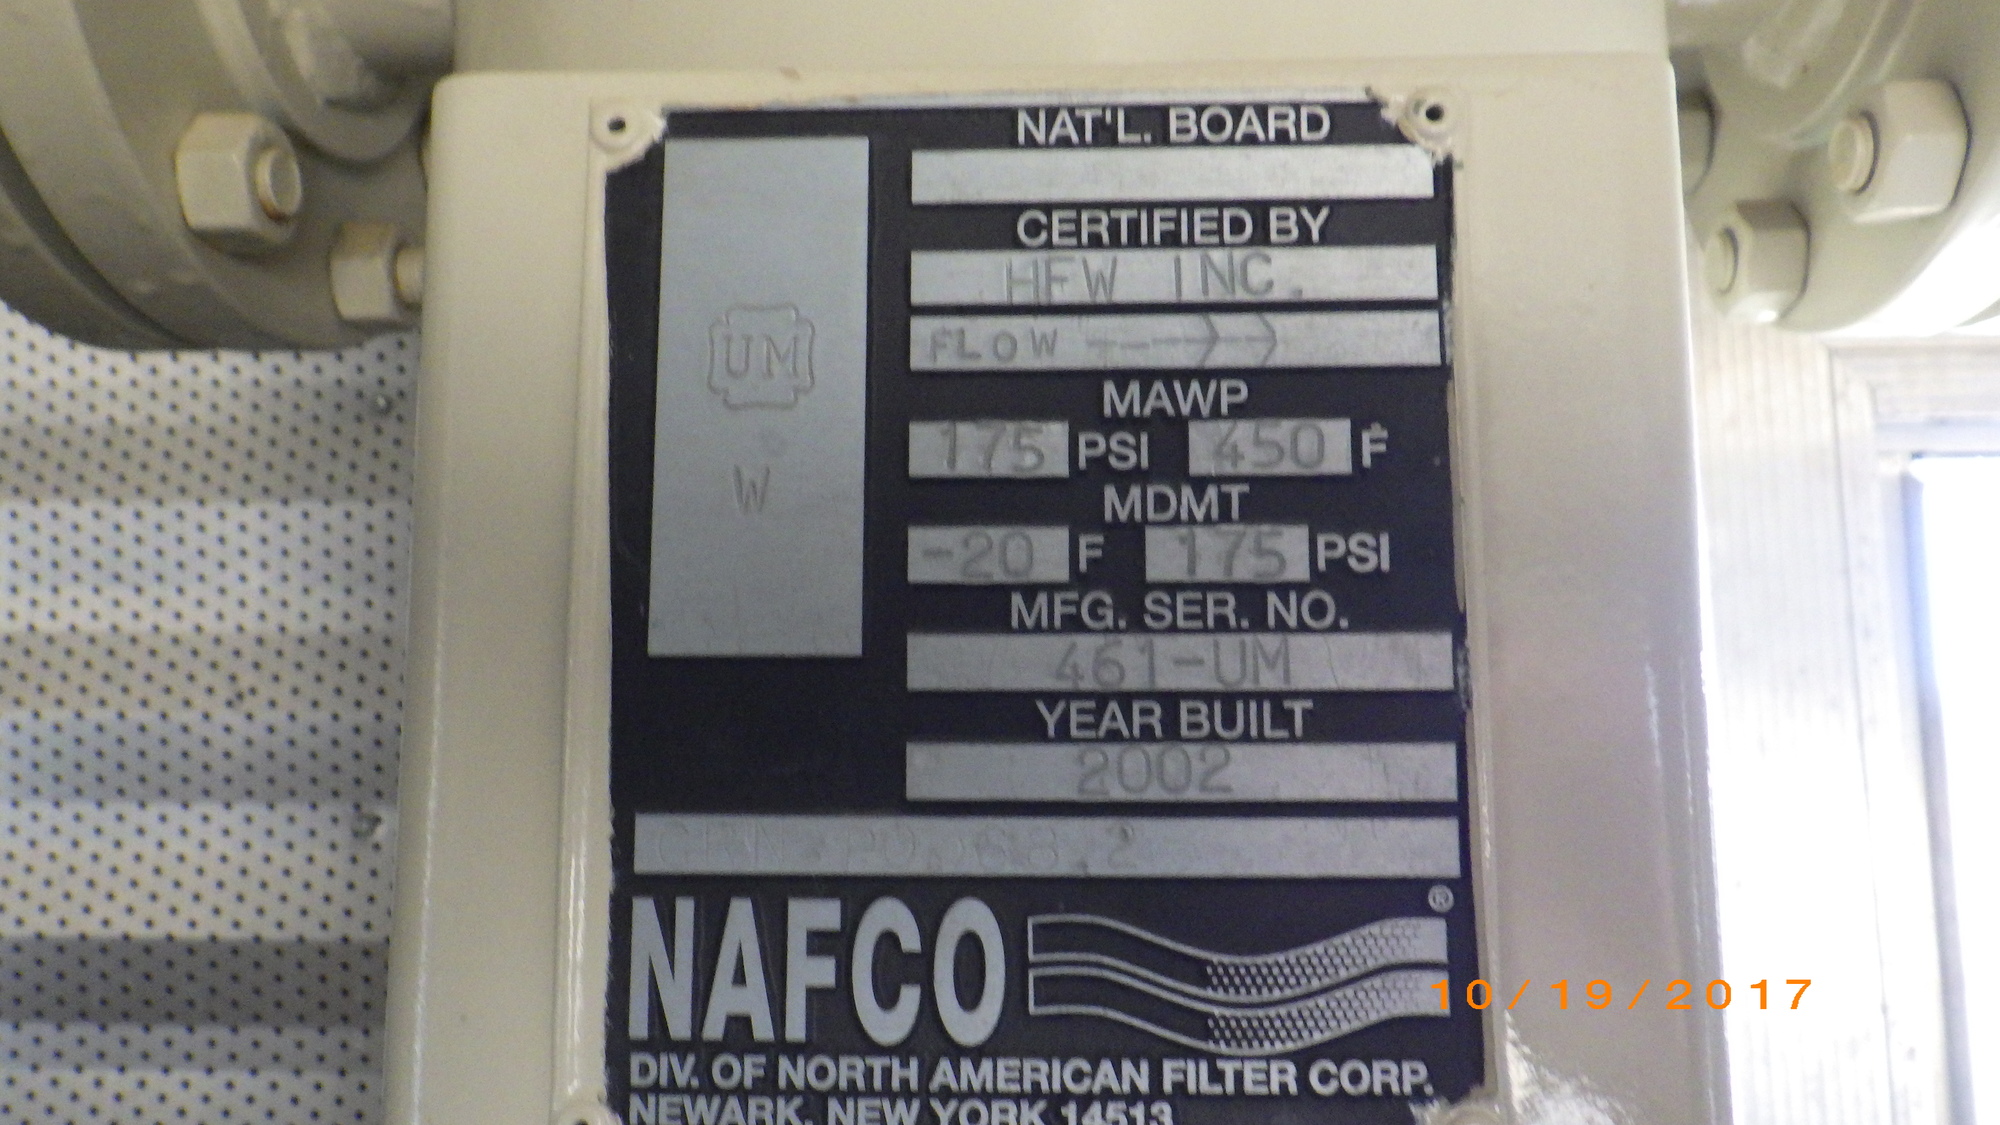 NAT'L. BOARD
CERTIFIED BY
HFW INC.
FLOW
UM
W
MAWP
175 PSI 450 F
MDMT
-20 F 175 PSI
MFG. SER. NO.
461-UM
YEAR BUILT
2002
NAFCO ®
10/19/2017
DIV. OF NORTH AMERICAN FILTER CORP.
NEWARK, NEW YORK 14513